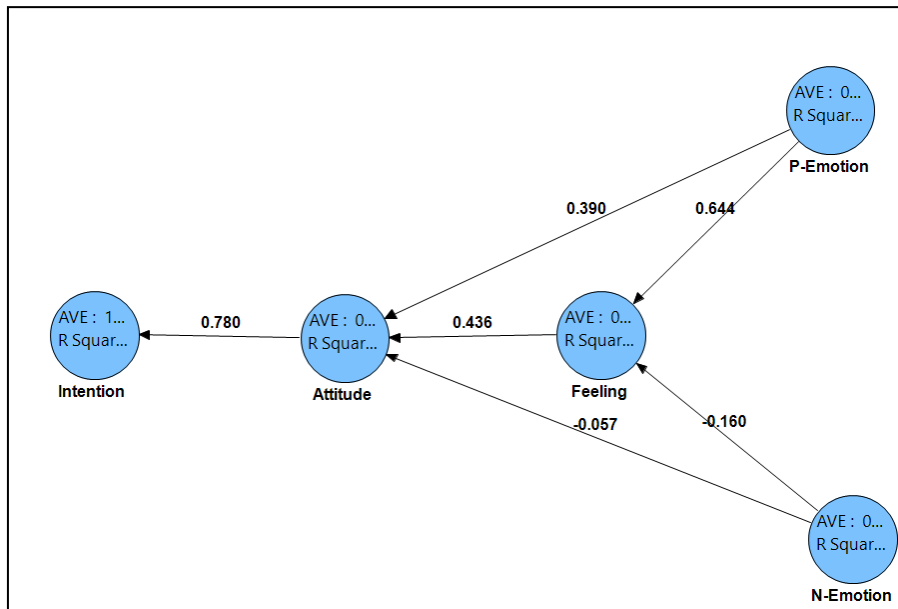 AVE : 0...
R Squar...
P-Emotion
0.390
0.644
AVE : 1...
R Squar...
Intention
0.780
AVE : 0...
R Squar...
Attitude
0.436
AVE : 0...
R Squar...
Feeling
-0.057
-0.160
AVE : 0...
R Squar...
N-Emotion